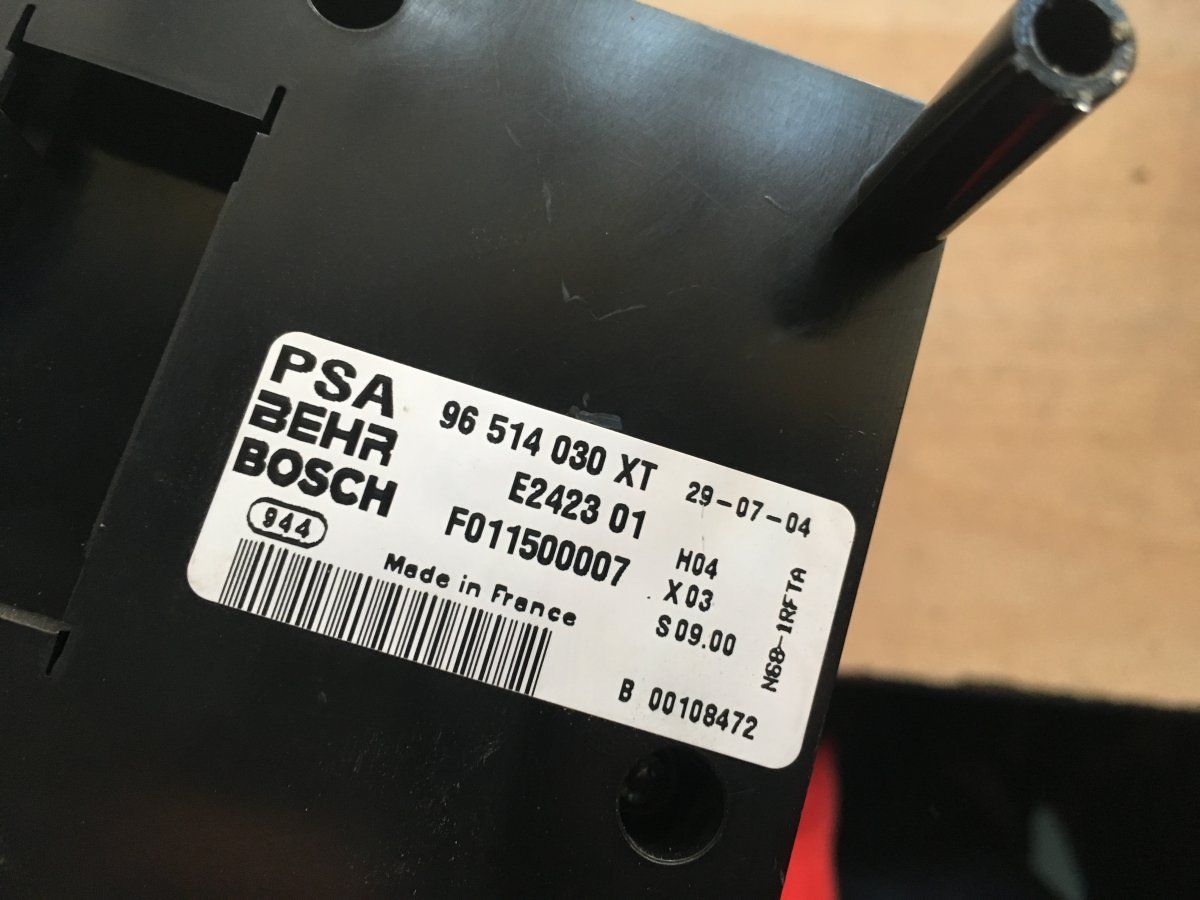 PSA
BEHR
BOSCH
944
96 514 030 XT
E2423 01
F011500007
Made in France
29-07-04
H04
X03
S09.00
N68-1RFTA
B 00108472